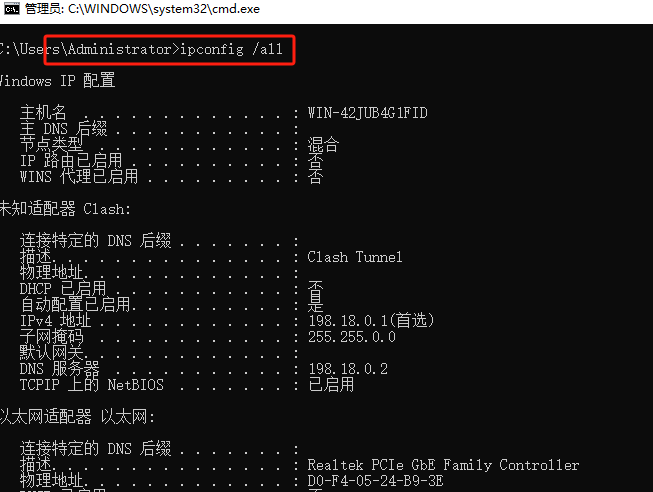 管理员: C:\WINDOWS\system32\cmd.exe
C:\Users\Administrator>ipconfig /all
Windows IP 配置
主机名 . . . . . . . . . . . . . : WIN-42JUB4G1FID
主 DNS 后缀 . . . . . . . . . . . :
节点类型 . . . . . . . . . . . . : 混合
IP 路由已启用 . . . . . . . . . . : 否
WINS 代理已启用 . . . . . . . . . : 否
未知适配器 Clash:
连接特定的 DNS 后缀 . . . . . . . :
描述. . . . . . . . . . . . . . . : Clash Tunnel
物理地址. . . . . . . . . . . . . :
DHCP 已启用 . . . . . . . . . . . : 否
自动配置已启用. . . . . . . . . . : 是
IPv4 地址 . . . . . . . . . . . . : 198.18.0.1(首选)
子网掩码 . . . . . . . . . . . . : 255.255.0.0
默认网关. . . . . . . . . . . . . :
DNS 服务器 . . . . . . . . . . . : 198.18.0.2
TCPIP 上的 NetBIOS . . . . . . . : 已启用
以太网适配器 以太网:
连接特定的 DNS 后缀 . . . . . . . :
描述. . . . . . . . . . . . . . . : Realtek PCIe GbE Family Controller
物理地址. . . . . . . . . . . . . : D0-F4-05-24-B9-3E